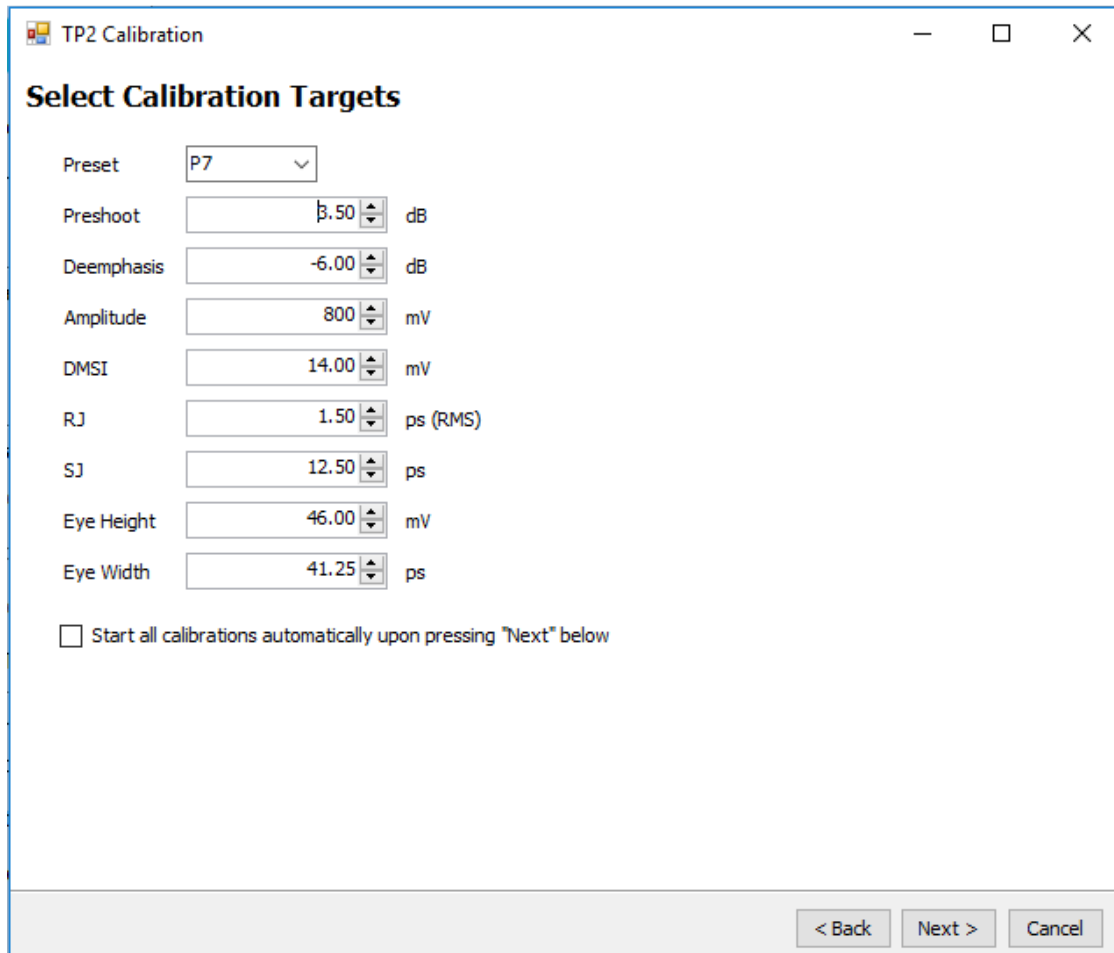 TP2 Calibration
Select Calibration Targets
Preset P7
Preshoot 3.50 dB
Deemphasis -6.00 dB
Amplitude 800 mV
DMSI 14.00 mV
RJ 1.50 ps (RMS)
SJ 12.50 ps
Eye Height 46.00 mV
Eye Width 41.25 ps
Start all calibrations automatically upon pressing "Next" below
< Back Next > Cancel